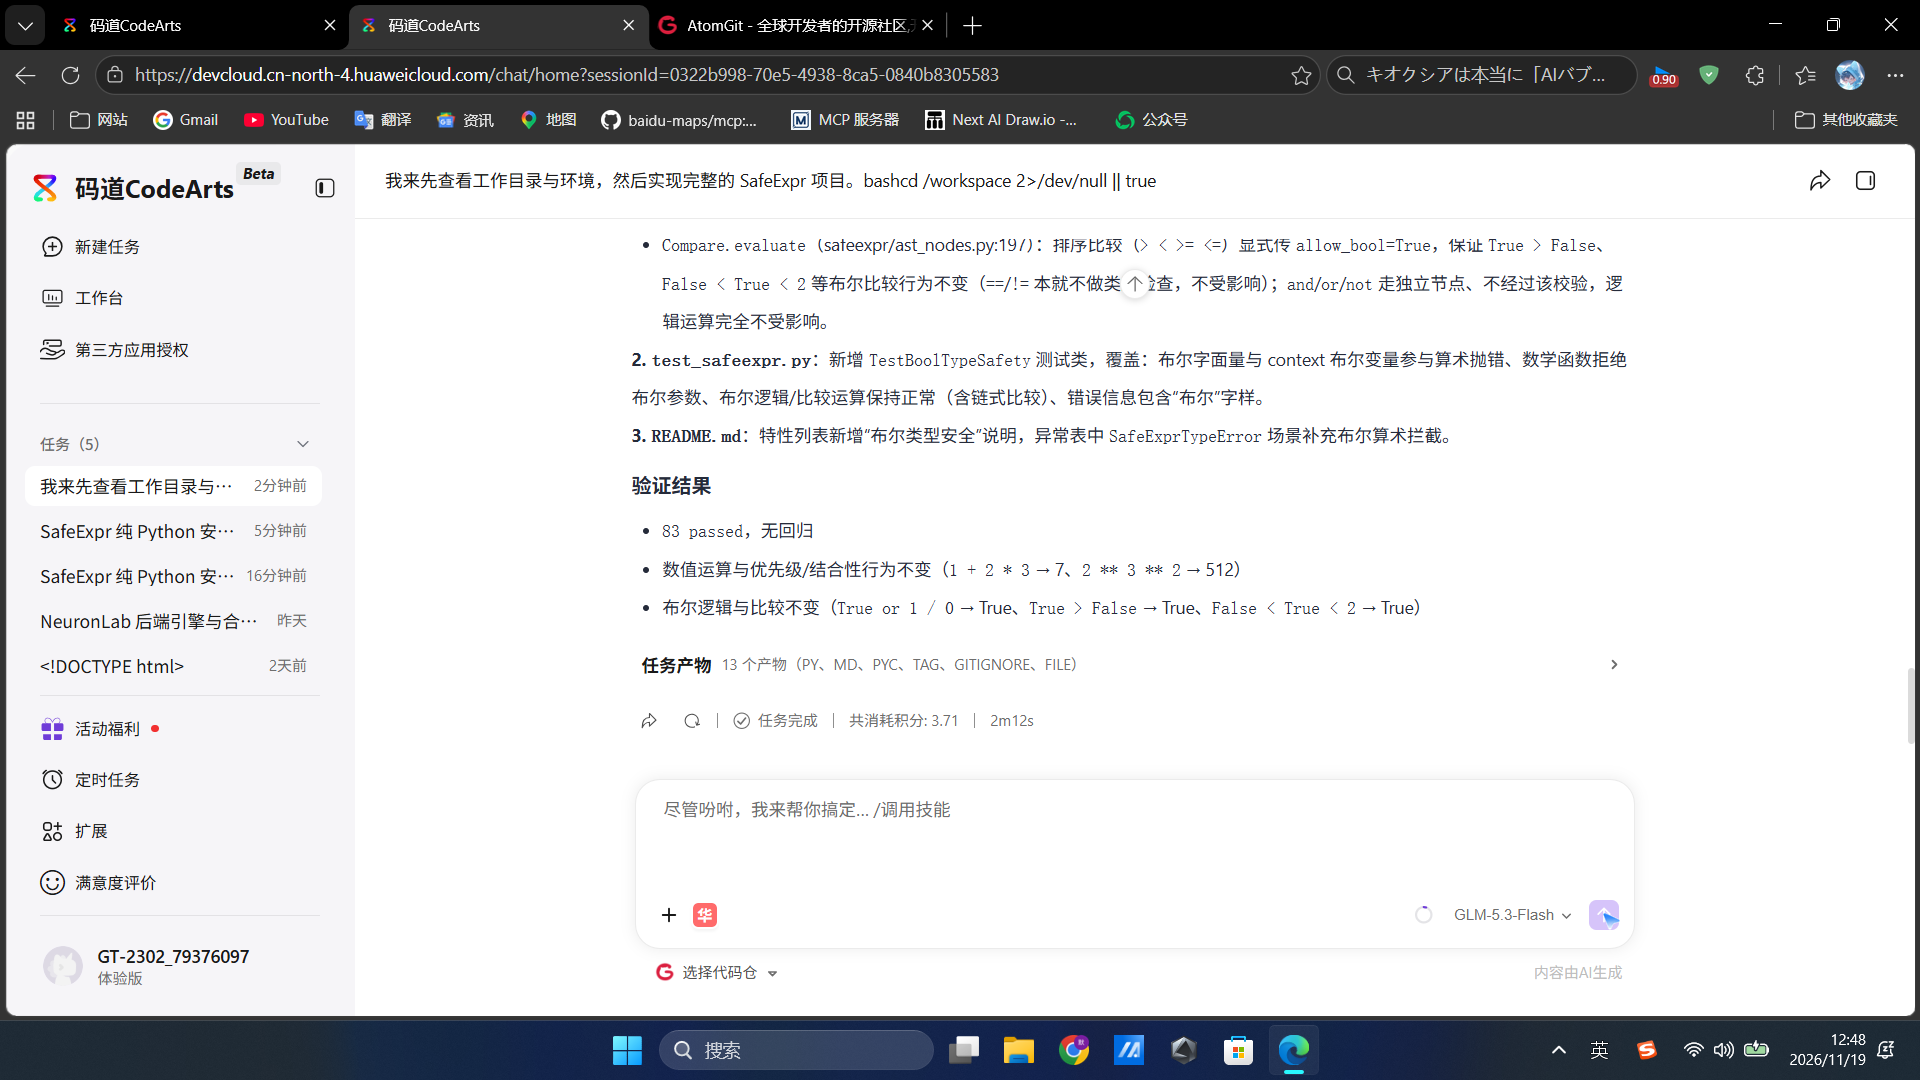 码道CodeArts
码道CodeArts
AtomGit - 全球开发者的开源社区,
https://devcloud.cn-north-4.huaweicloud.com/chat/home?sessionId=0322b998-70e5-4938-8ca5-0840b8305583
キオクシアは本当に「AIバブ...
0.90
网站
Gmail
YouTube
翻译
资讯
地图
baidu-maps/mcp:...
MCP 服务器
Next AI Draw.io -...
公众号
其他收藏夹
码道CodeArts Beta
新建任务
工作台
第三方应用授权
任务（5）
我来先查看工作目录与··· 2分钟前
SafeExpr 纯 Python 安··· 5分钟前
SafeExpr 纯 Python 安··· 16分钟前
NeuronLab 后端引擎与合··· 昨天
<!DOCTYPE html> 2天前
活动福利
定时任务
扩展
满意度评价
GT-2302_79376097
体验版
我来先查看工作目录与环境，然后实现完整的 SafeExpr 项目。bashcd /workspace 2>/dev/null || true
Compare.evaluate（safeexpr/ast_nodes.py:197）：排序比较（> < >= <=）显式传 allow_bool=True，保证 True > False、
False < True < 2 等布尔比较行为不变（==/!= 本就不做类 检查，不受影响）；and/or/not 走独立节点、不经过该校验，逻
辑运算完全不受影响。
2. test_safeexpr.py：新增 TestBoolTypeSafety 测试类，覆盖：布尔字面量与 context 布尔变量参与算术抛错、数学函数拒绝
布尔参数、布尔逻辑/比较运算保持正常（含链式比较）、错误信息包含“布尔”字样。
3. README.md：特性列表新增“布尔类型安全”说明，异常表中 SafeExprTypeError 场景补充布尔算术拦截。
验证结果
83 passed，无回归
数值运算与优先级/结合性行为不变（1 + 2 * 3 → 7、2 ** 3 ** 2 → 512）
布尔逻辑与比较不变（True or 1 / 0 → True、True > False → True、False < True < 2 → True）
任务产物 13 个产物（PY、MD、PYC、TAG、GITIGNORE、FILE）
任务完成 | 共消耗积分: 3.71 | 2m12s
尽管吩咐，我来帮你搞定... /调用技能
华
GLM-5.3-Flash
选择代码仓
内容由AI生成
搜索
英
12:48
2026/11/19